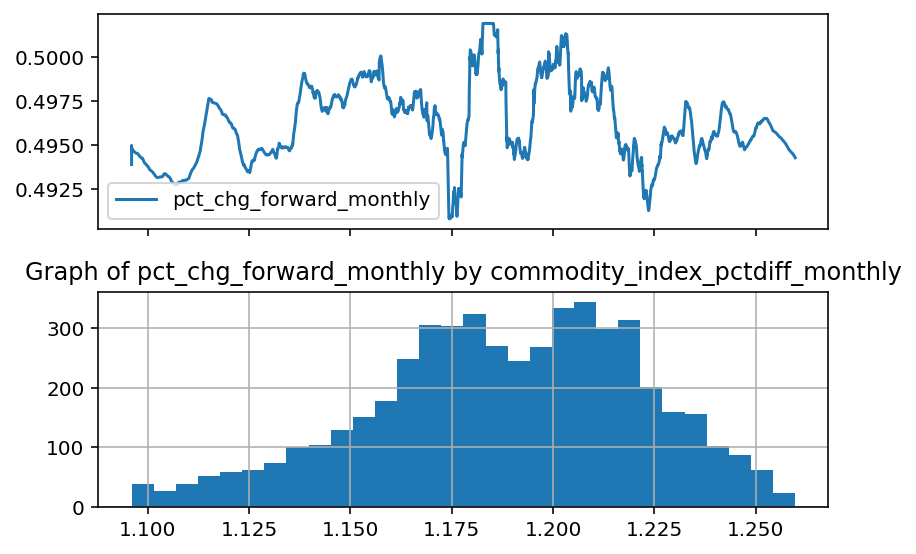 0.5000
0.4975
0.4950
0.4925
pct_chg_forward_monthly
Graph of pct_chg_forward_monthly by commodity_index_pctdiff_monthly
300
200
100
0
1.100 1.125 1.150 1.175 1.200 1.225 1.250